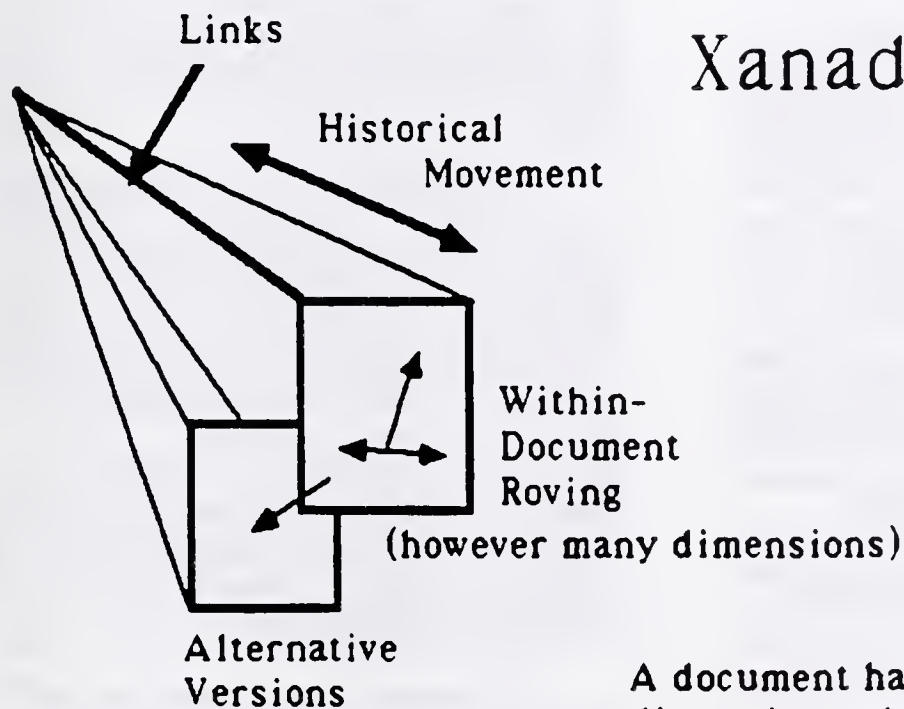 Links
Xanad
Historical
Movement
Within-
Document
Roving
(however many dimensions)
Alternative
Versions
A document ha